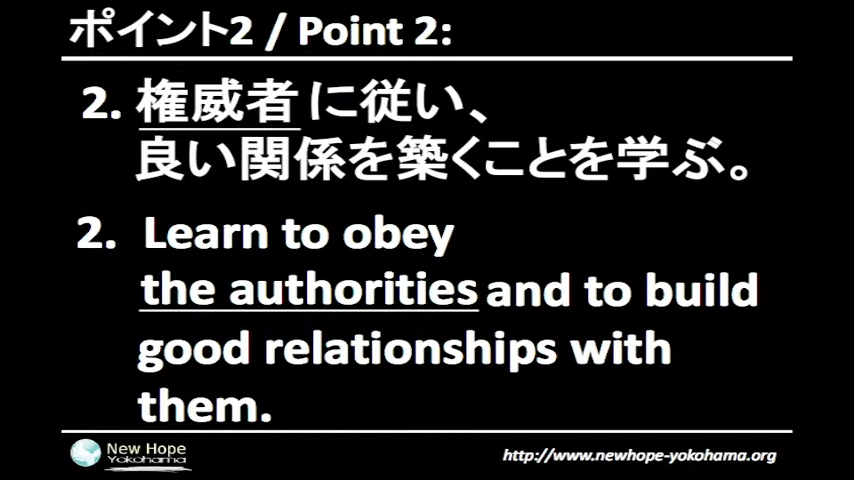 ポイント2 / Point 2:
2. 権威者に従い、
良い関係を築くことを学ぶ。
2. Learn to obey
the authorities and to build
good relationships with
them.
New Hope
Yokohama
http://www.newhope-yokohama.org